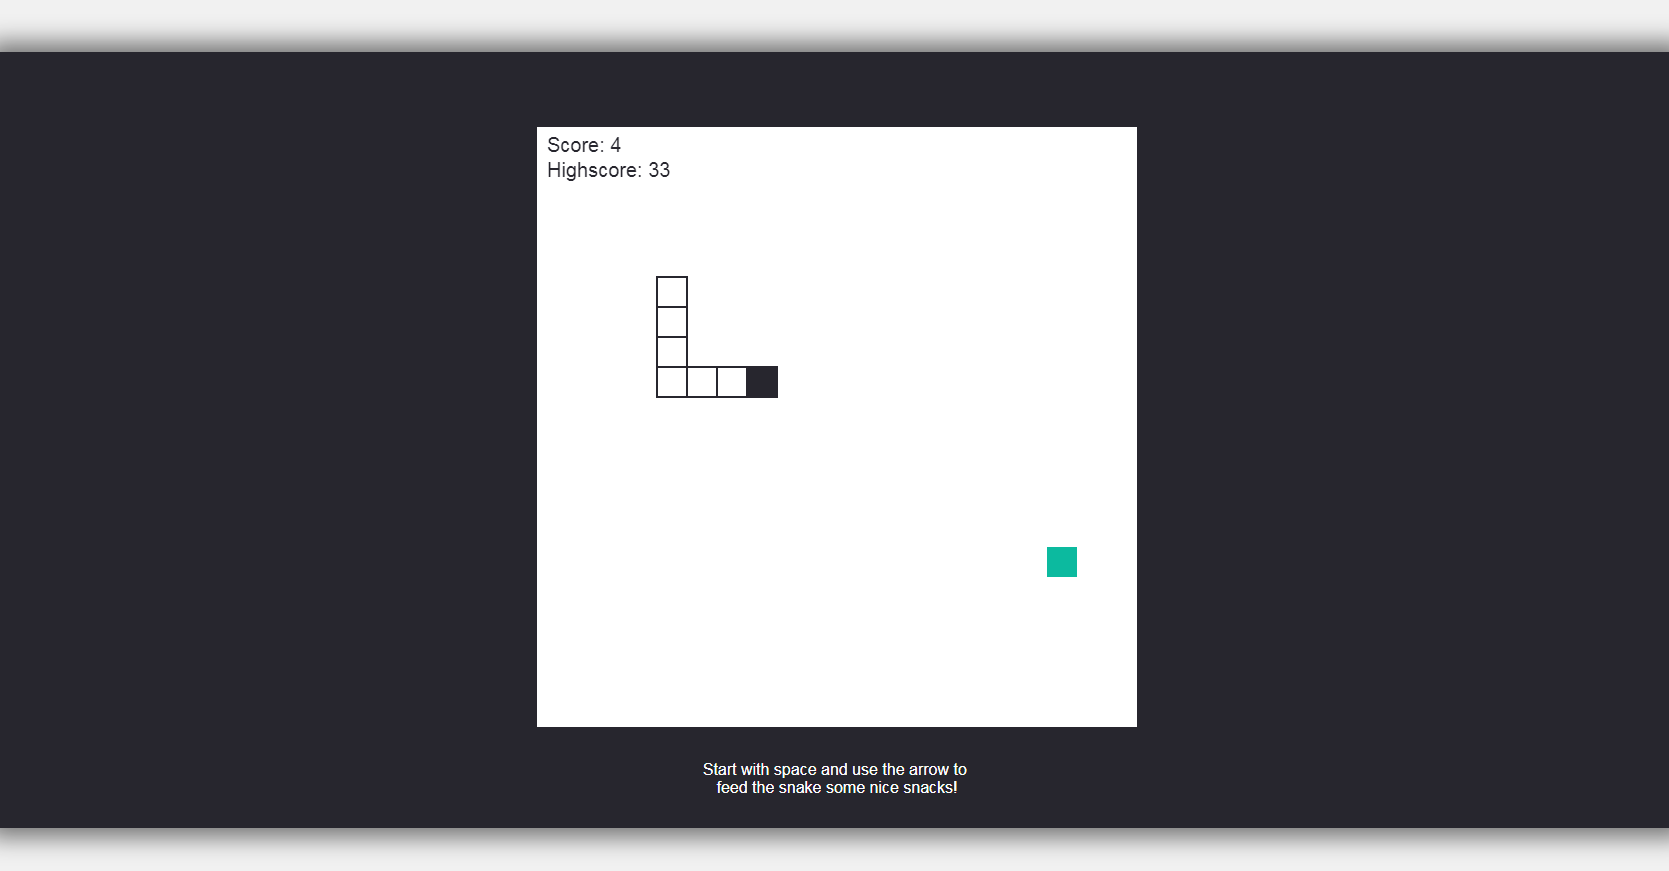 Score: 4
Highscore: 33
Start with space and use the arrow to
feed the snake some nice snacks!